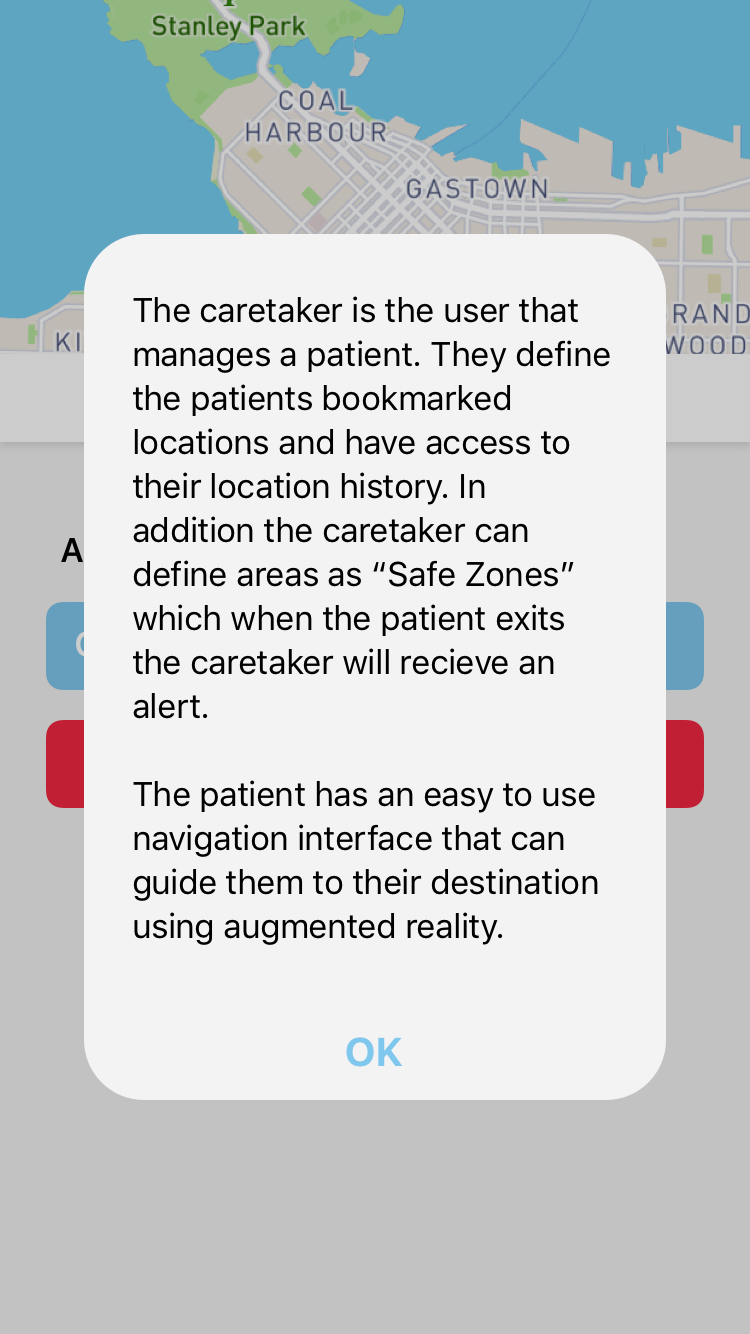 Stanley Park
COAL
HARBOUR
GASTOWN
The caretaker is the user that
manages a patient. They define
the patients bookmarked
locations and have access to
their location history. In
addition the caretaker can
define areas as “Safe Zones”
which when the patient exits
the caretaker will recieve an
alert.
The patient has an easy to use
navigation interface that can
guide them to their destination
using augmented reality.
OK